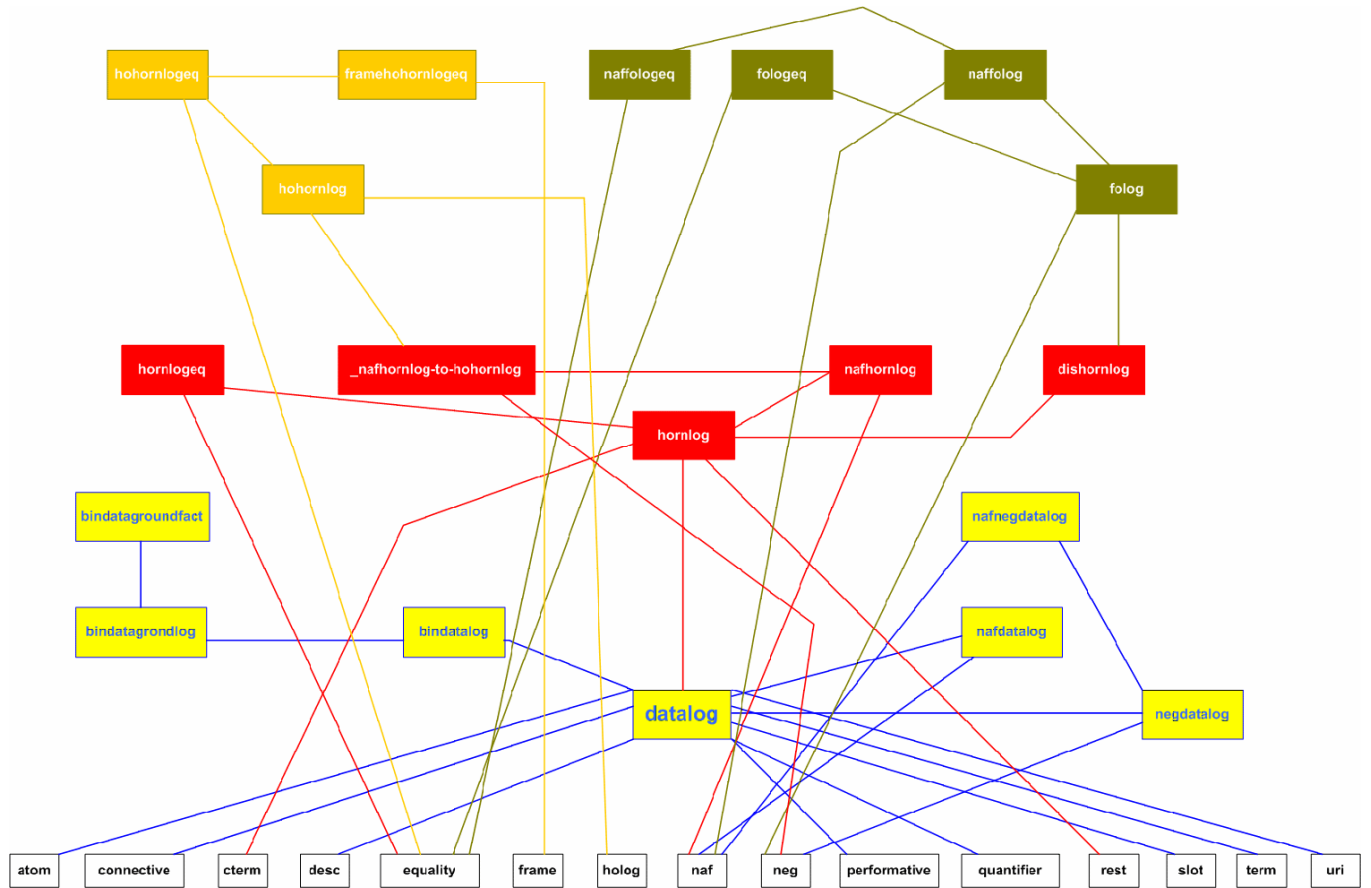 hohornlogeq
framehohornlogeq
naffologeq
fologeq
naffolog
hohornlog
folog
hornlogeq
_nafhornlog-to-hohornlog
nafhornlog
dishornlog
hornlog
bindatagroundfact
nafnegdatalog
bindatagrondlog
bindatalog
nafdatalog
datalog
negdatalog
atom
connective
cterm
desc
equality
frame
holog
naf
neg
performative
quantifier
rest
slot
term
uri